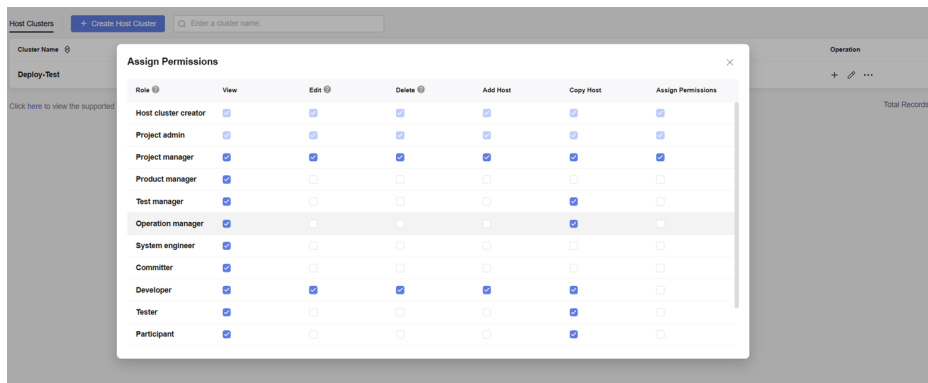 Host Clusters + Create Host Cluster Enter a cluster name.
Cluster Name Operation
Deploy-Test
Click here to view the supported Total Records
Assign Permissions
Role View Edit Delete Add Host Copy Host Assign Permissions
Host cluster creator
Project admin
Project manager
Product manager
Test manager
Operation manager
System engineer
Committer
Developer
Tester
Participant